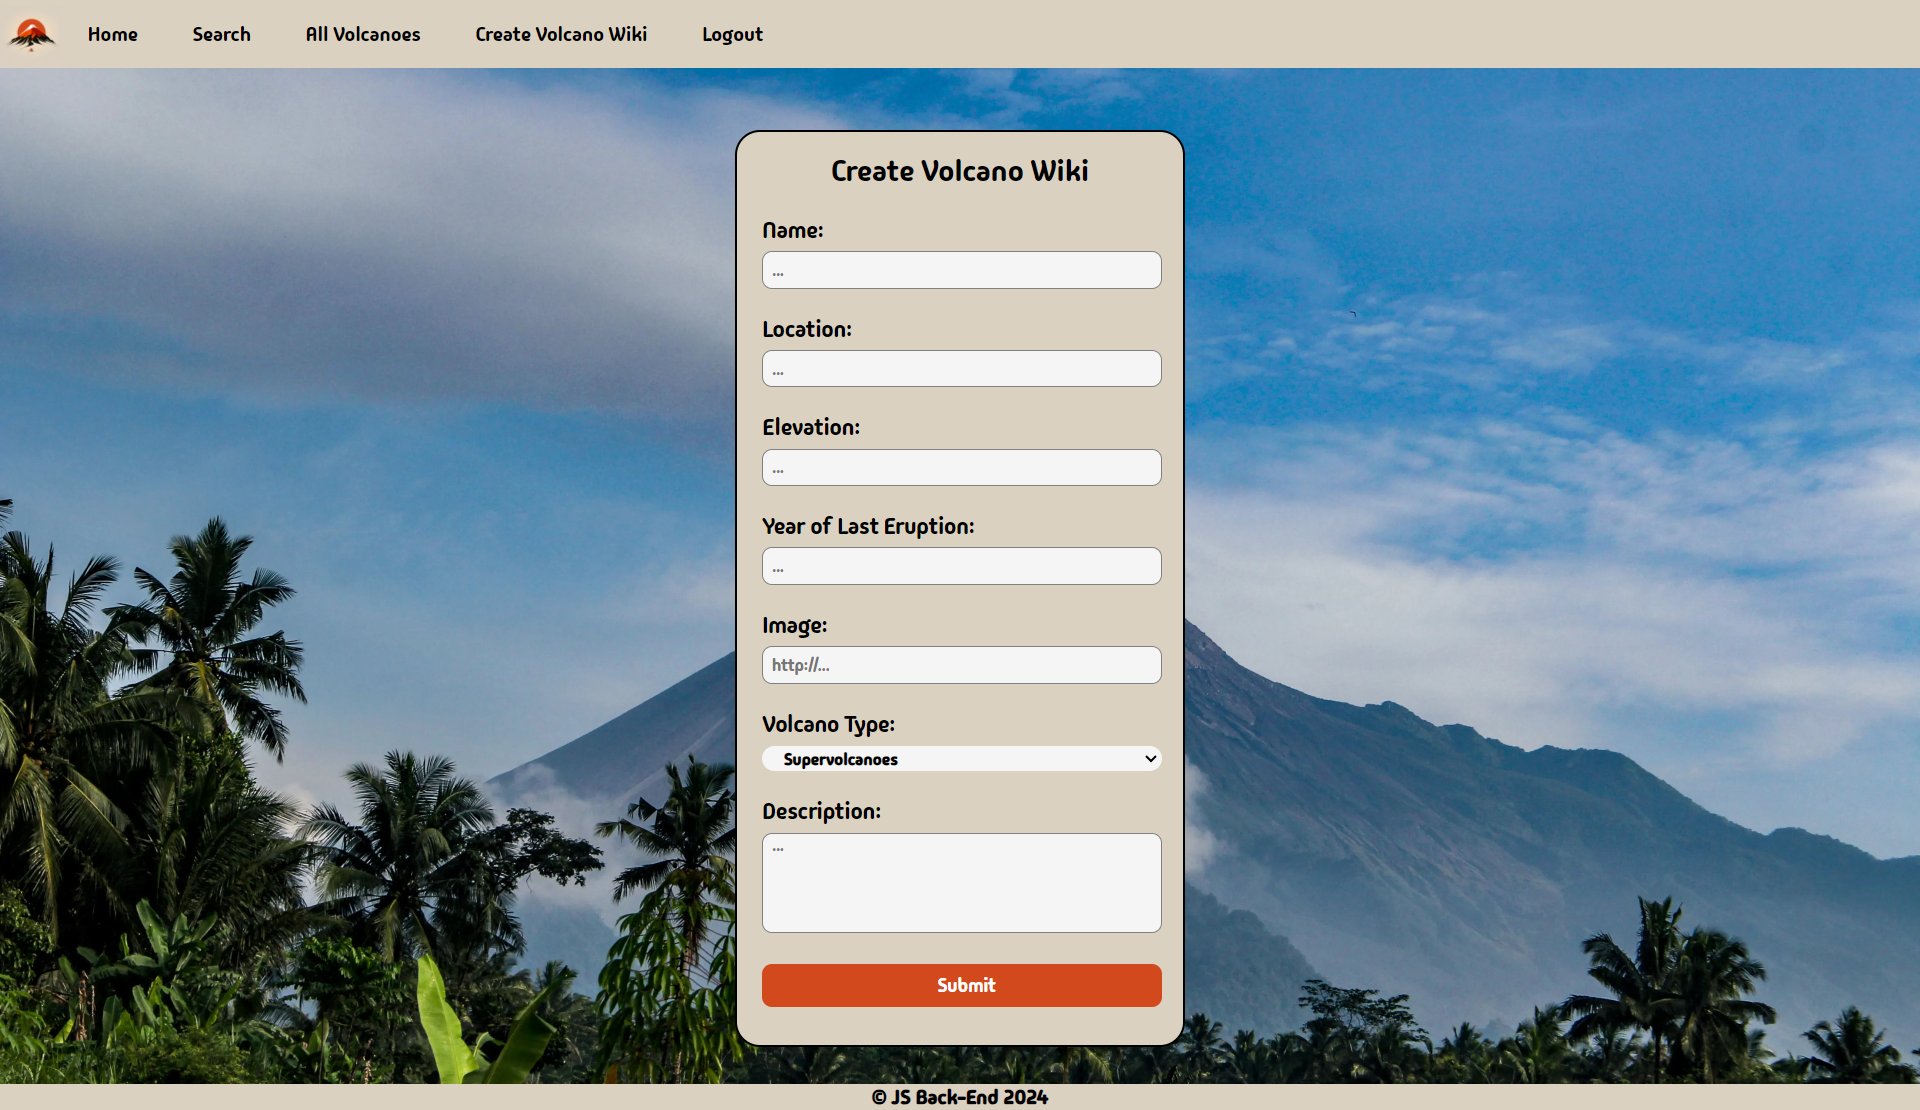 Home Search All Volcanoes Create Volcano Wiki Logout
Create Volcano Wiki
Name:
...
Location:
...
Elevation:
...
Year of Last Eruption:
...
Image:
http://...
Volcano Type:
Supervolcanoes
Description:
...
Submit
© JS Back-End 2024